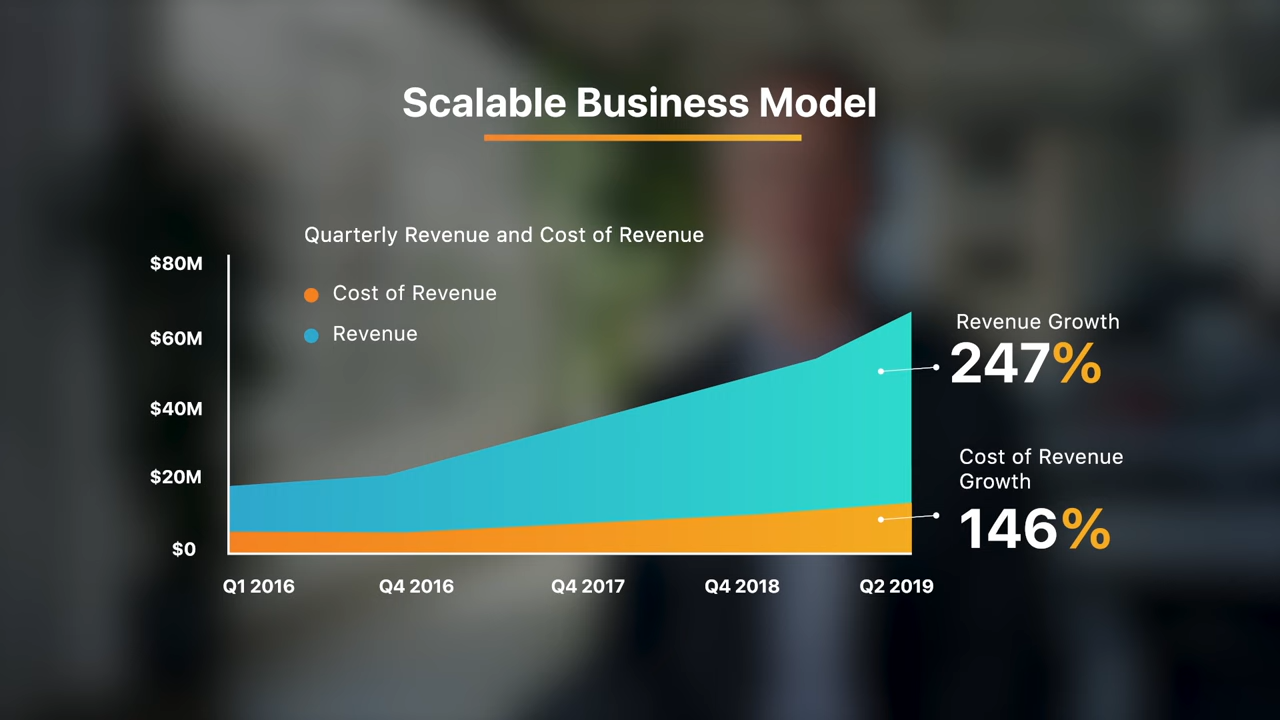 Scalable Business Model
Quarterly Revenue and Cost of Revenue
Cost of Revenue
Revenue
$80M
$60M
$40M
$20M
$0
Q1 2016
Q4 2016
Q4 2017
Q4 2018
Q2 2019
Revenue Growth
247%
Cost of Revenue
Growth
146%